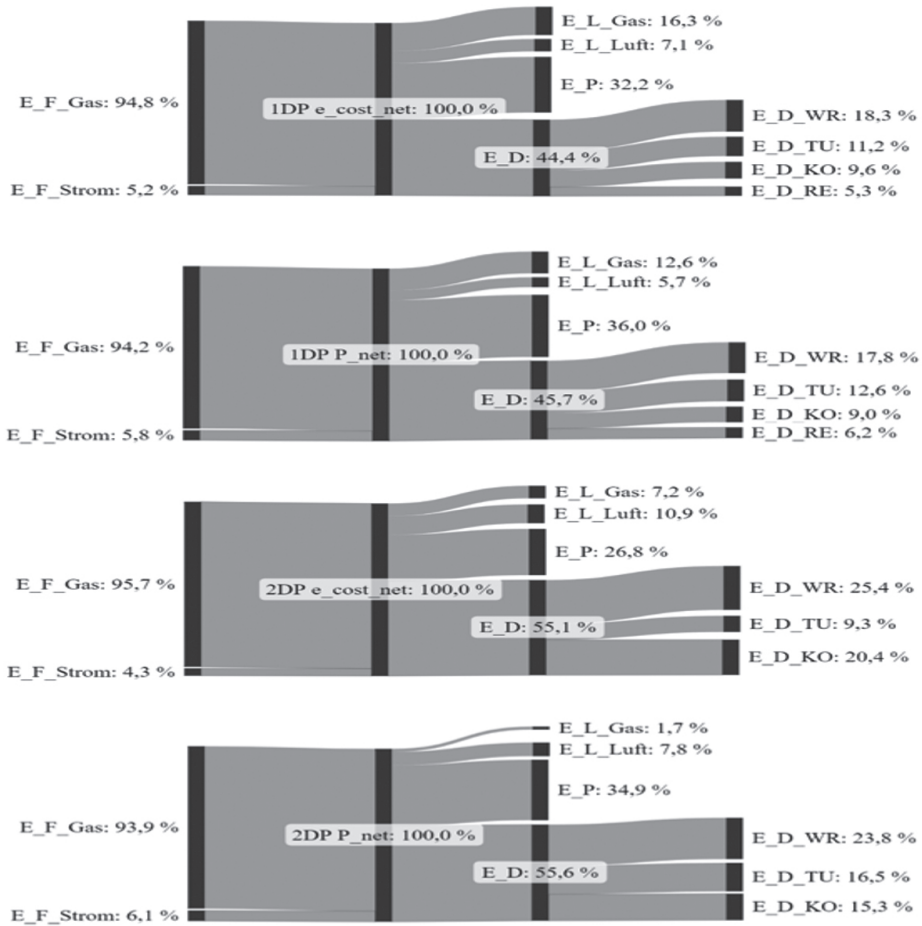 E_L_Gas: 16,3 %
E_L_Luft: 7,1 %
E_P: 32,2 %
E_F_Gas: 94,8 %
1DP e_cost_net: 100,0 %
E_D_WR: 18,3 %
E_D_TU: 11,2 %
E_D: 44,4 %
E_D_KO: 9,6 %
E_F_Strom: 5,2 %
E_D_RE: 5,3 %
E_L_Gas: 12,6 %
E_L_Luft: 5,7 %
E_P: 36,0 %
E_F_Gas: 94,2 %
1DP P_net: 100,0 %
E_D_WR: 17,8 %
E_D_TU: 12,6 %
E_D: 45,7 %
E_D_KO: 9,0 %
E_F_Strom: 5,8 %
E_D_RE: 6,2 %
E_L_Gas: 7,2 %
E_L_Luft: 10,9 %
E_P: 26,8 %
E_F_Gas: 95,7 %
2DP e_cost_net: 100,0 %
E_D_WR: 25,4 %
E_D_TU: 9,3 %
E_D: 55,1 %
E_D_KO: 20,4 %
E_F_Strom: 4,3 %
E_L_Gas: 1,7 %
E_L_Luft: 7,8 %
E_P: 34,9 %
E_F_Gas: 93,9 %
2DP P_net: 100,0 %
E_D_WR: 23,8 %
E_D: 55,6 %
E_D_TU: 16,5 %
E_D_KO: 15,3 %
E_F_Strom: 6,1 %